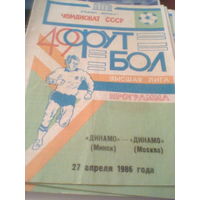 ЧЕМПИОНАТ СССР
49
ФУТ
БОЛ
ВЫСШАЯ ЛИГА
ПРОГРАММА
«ДИНАМО» — «ДИНАМО»
(Минск) (Москва)
27 апреля 1986 года